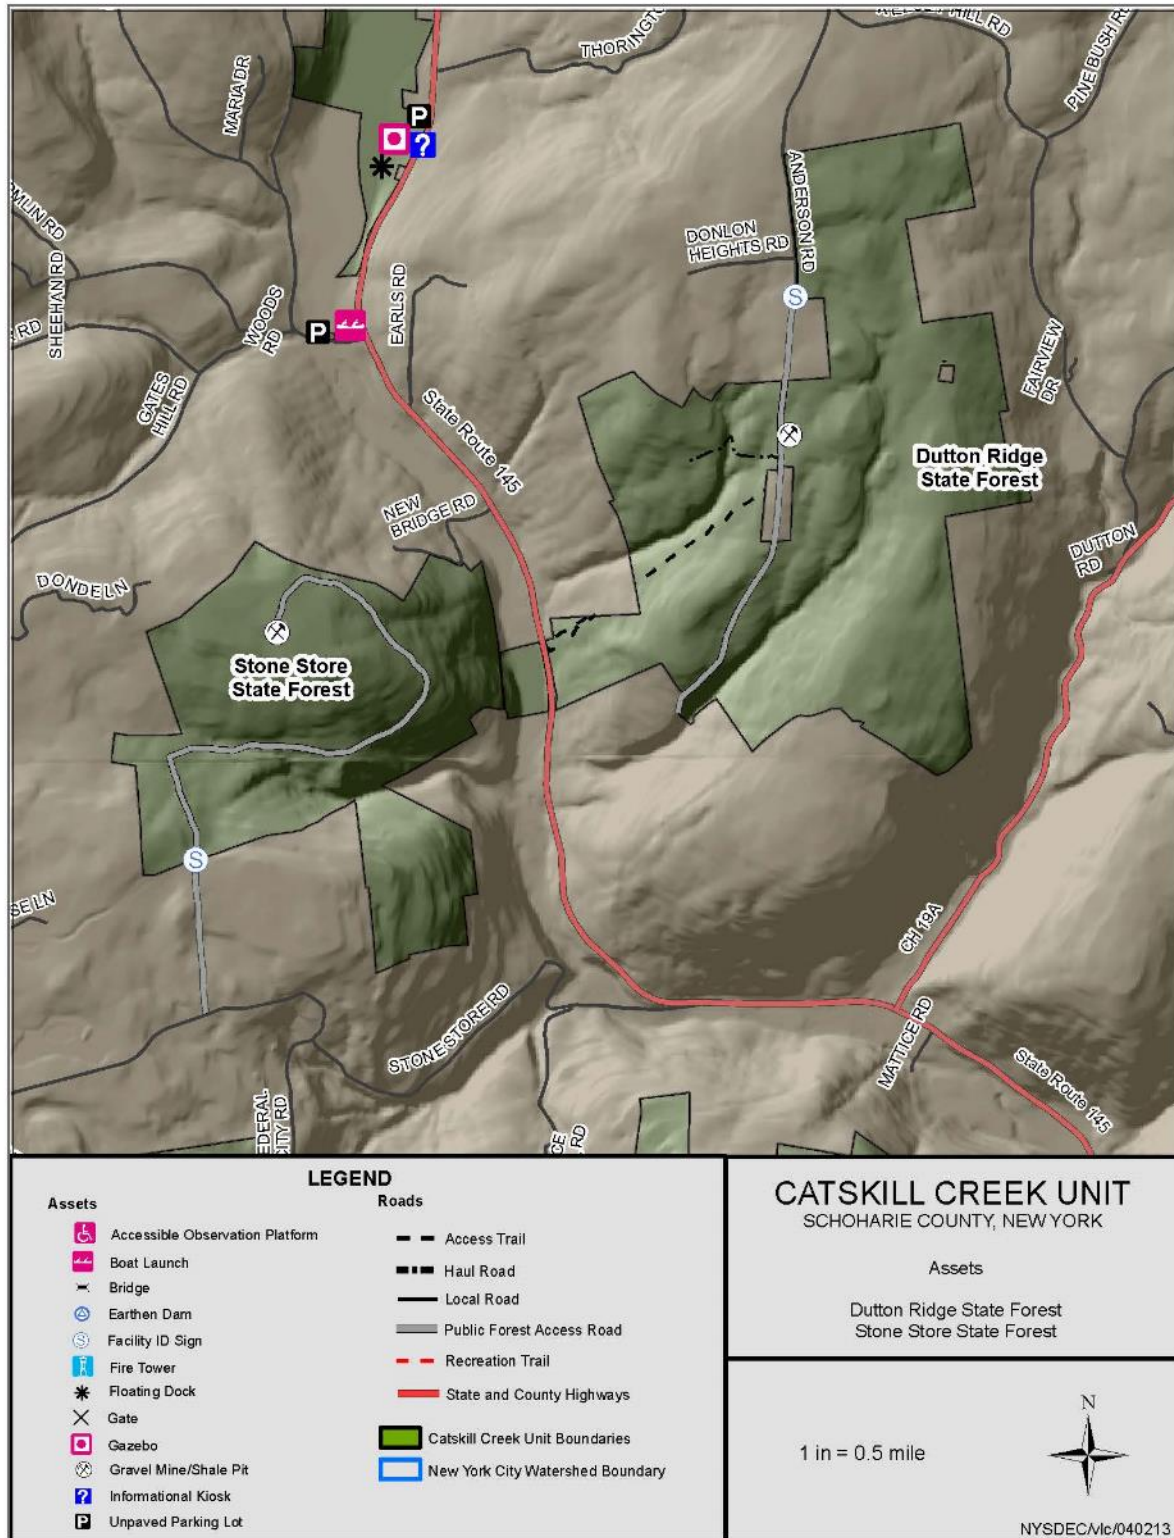 THORINGTON
KELSEY HILL RD
PINE BUSH RD
MARIA DR
P
?
ANDERSON RD
DONLON
HEIGHTS RD
S
SHEEHAN RD
WOODS
RD
P
EARLS RD
GATES
HILL RD
FAIRVIEW
DR
State Route 145
Dutton Ridge
State Forest
NEW
BRIDGE RD
DUTTON
RD
DONDE LN
Stone Store
State Forest
S
SE LN
CH 19A
STONE STORE RD
MATTICE RD
State Route 145
EDERAL
CITY RD
CE
RD
LEGEND
Assets
Accessible Observation Platform
Boat Launch
Bridge
Earthen Dam
S Facility ID Sign
Fire Tower
Floating Dock
Gate
Gazebo
Gravel Mine/Shale Pit
? Informational Kiosk
P Unpaved Parking Lot
Roads
Access Trail
Haul Road
Local Road
Public Forest Access Road
Recreation Trail
State and County Highways
Catskill Creek Unit Boundaries
New York City Watershed Boundary
CATSKILL CREEK UNIT
SCHOHARIE COUNTY, NEW YORK
Assets
Dutton Ridge State Forest
Stone Store State Forest
1 in = 0.5 mile
N
NYSDEC/vlc/040213